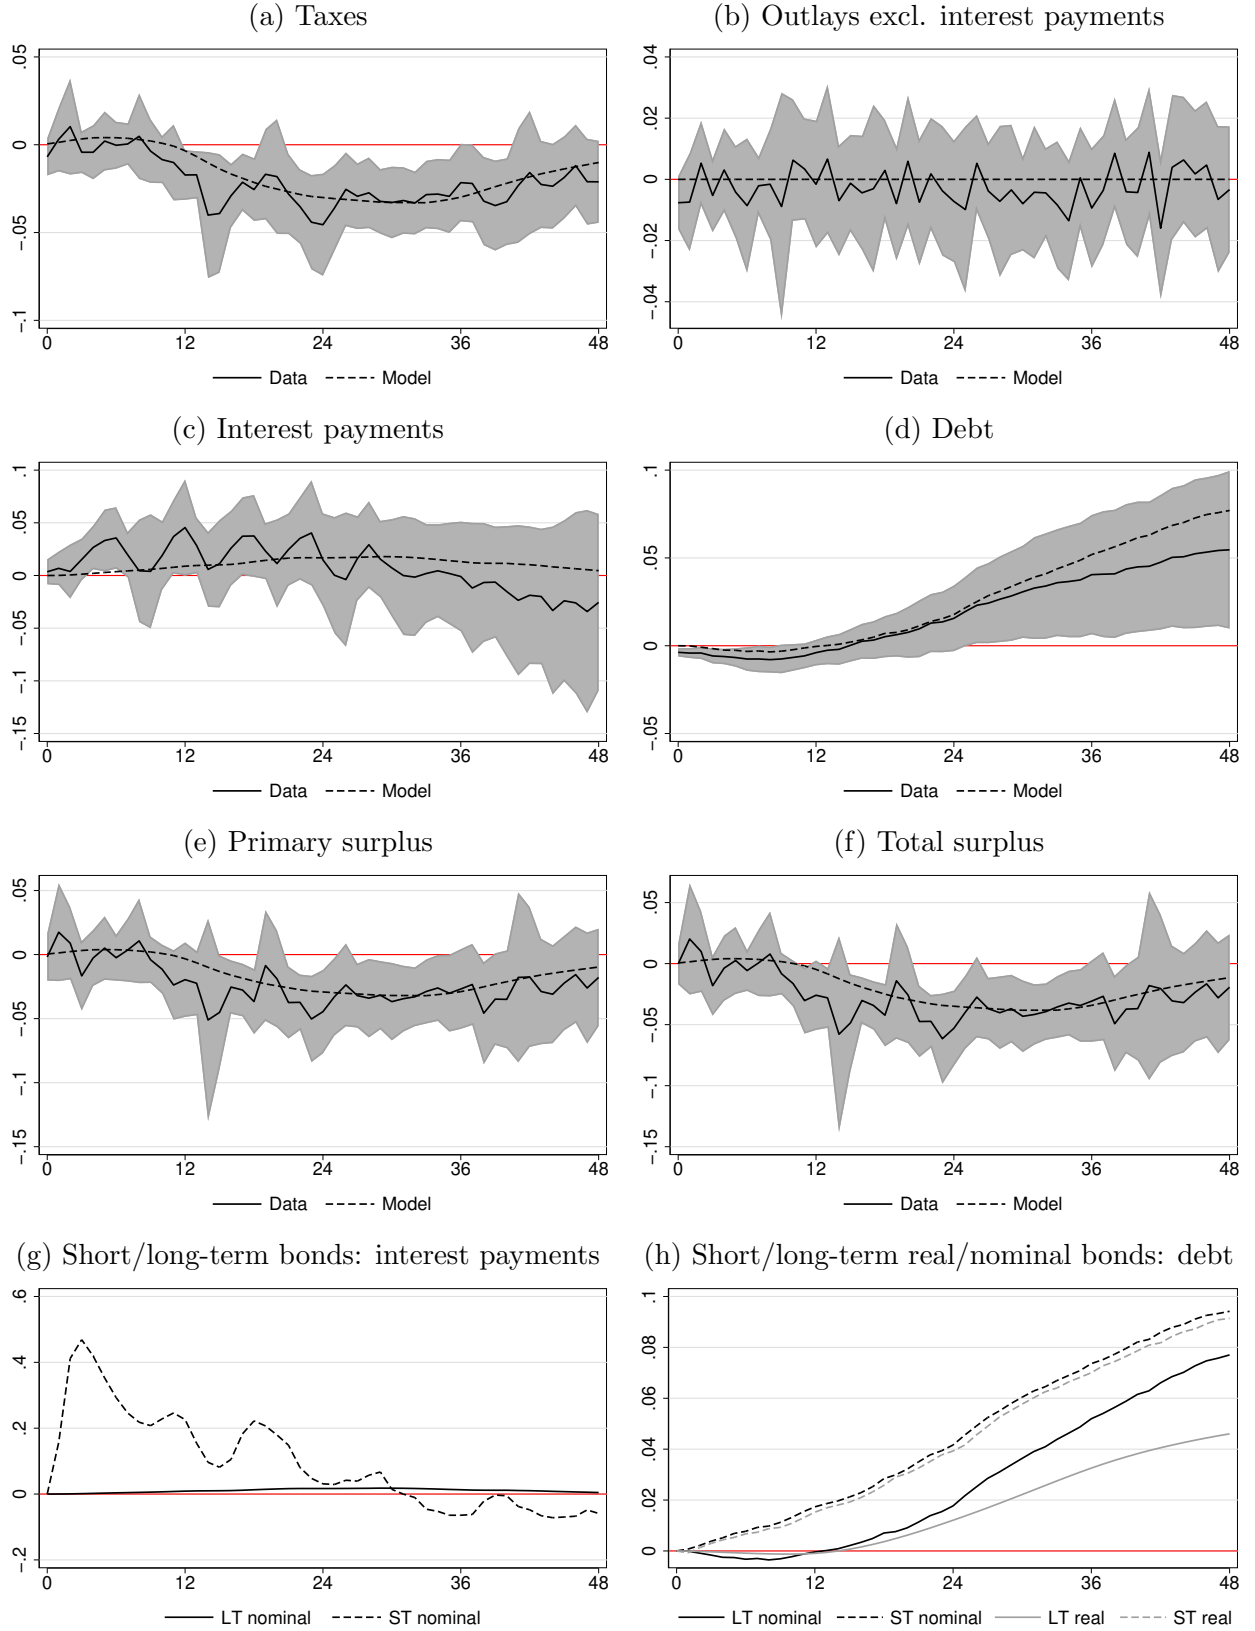 (a) Taxes
(b) Outlays excl. interest payments
.05
0
-.05
-.1
0 12 24 36 48
Data Model
.04
.02
0
-.02
-.04
0 12 24 36 48
Data Model
(c) Interest payments
(d) Debt
.1
.05
0
-.05
-.1
-.15
0 12 24 36 48
Data Model
.1
.05
0
-.05
0 12 24 36 48
Data Model
(e) Primary surplus
(f) Total surplus
.05
0
-.05
-.1
-.15
0 12 24 36 48
Data Model
.05
0
-.05
-.1
-.15
0 12 24 36 48
Data Model
(g) Short/long-term bonds: interest payments
(h) Short/long-term real/nominal bonds: debt
.6
.4
.2
0
-.2
0 12 24 36 48
LT nominal ST nominal
.1
.08
.06
.04
.02
0
0 12 24 36 48
LT nominal ST nominal LT real ST real